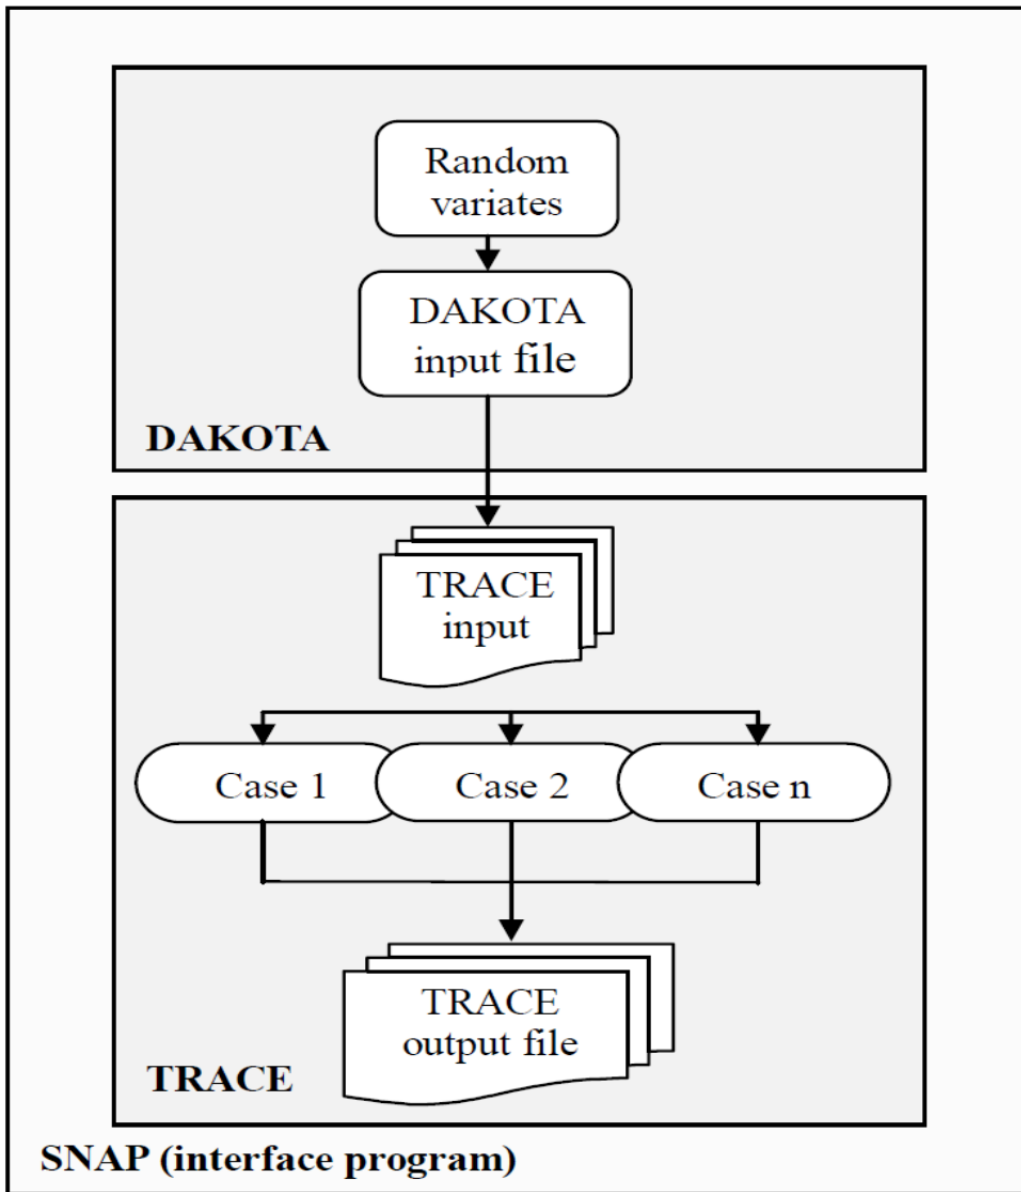 Random
variates
DAKOTA
input file
DAKOTA
TRACE
input
Case 1
Case 2
Case n
TRACE
output file
TRACE
SNAP (interface program)